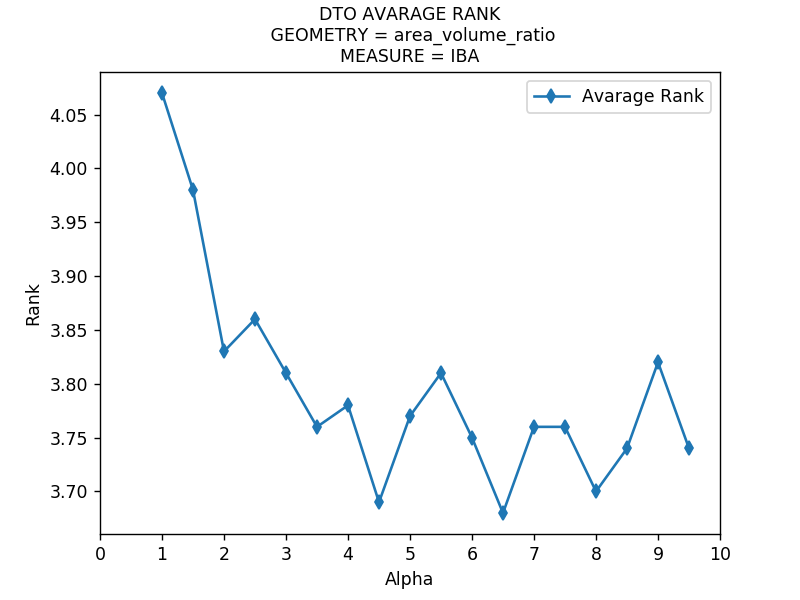 DTO AVARAGE RANK
GEOMETRY = area_volume_ratio
MEASURE = IBA
Avarage Rank
4.05
4.00
3.95
3.90
3.85
3.80
3.75
3.70
Rank
0 1 2 3 4 5 6 7 8 9 10
Alpha